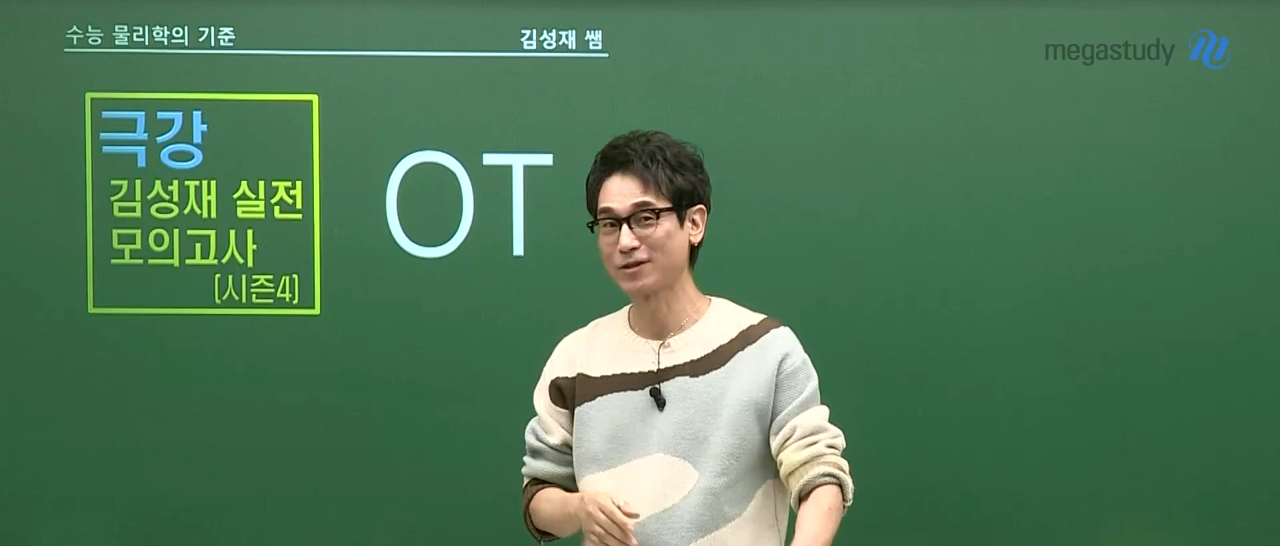 수능 물리학의 기준
김성재 쌤
megastudy
극강
김성재 실전
모의고사
[시즌4]
OT